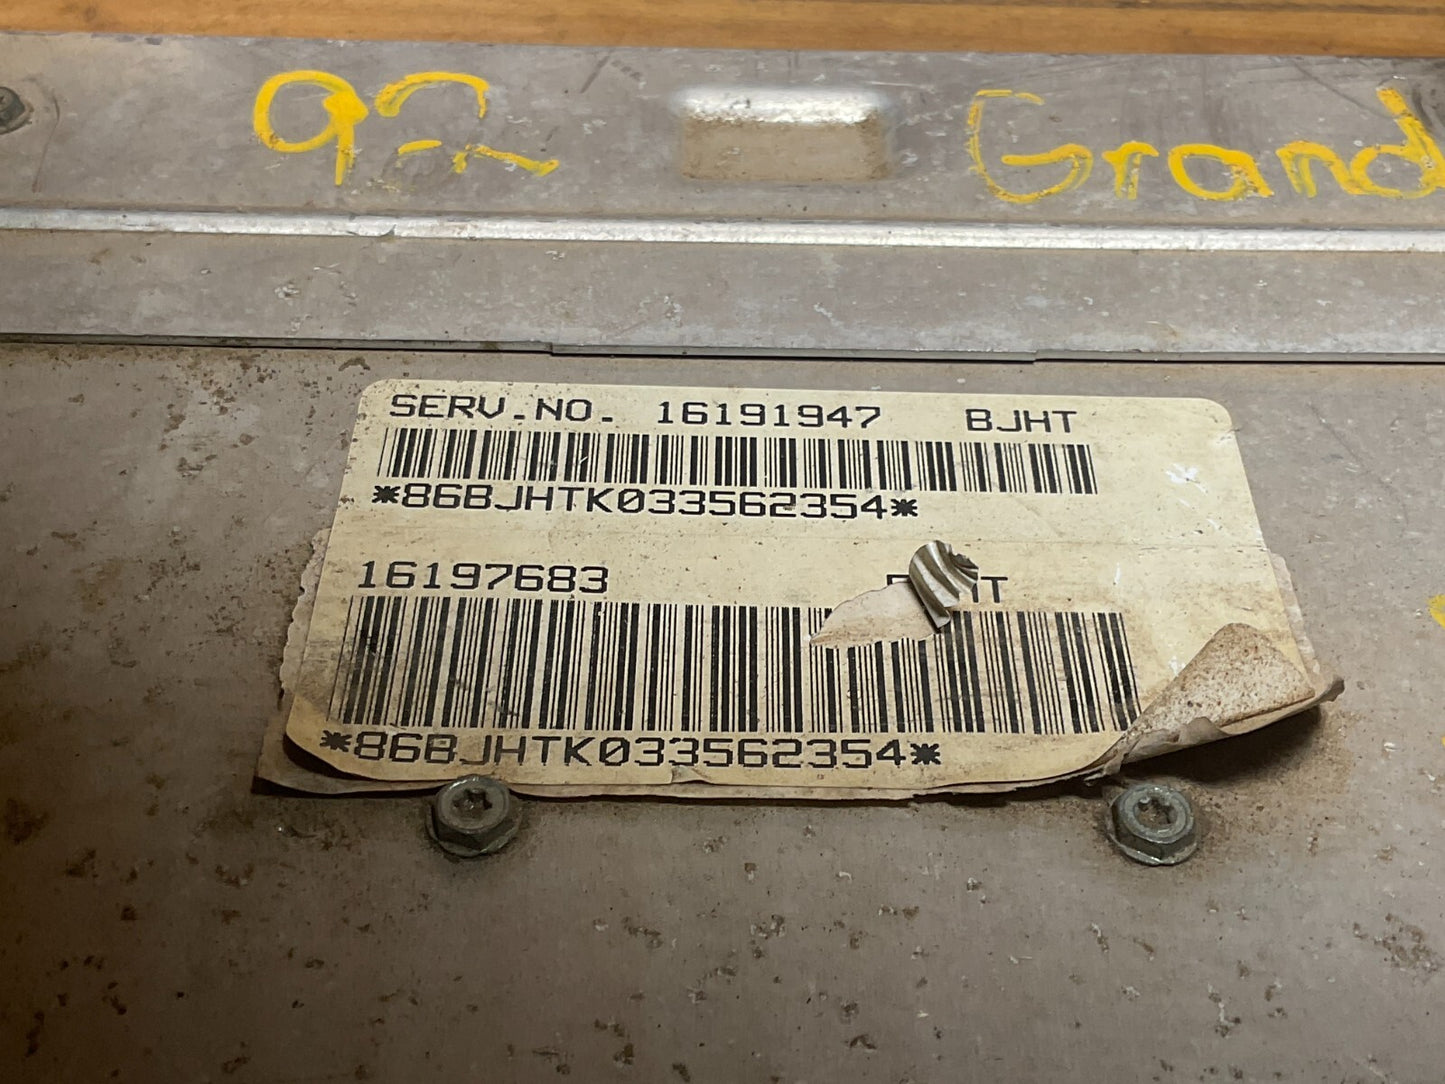 92 Grand
SERV.NO. 16191947 BJHT
*86BJHTK033562354*
16197683
*86BJHTK033562354*